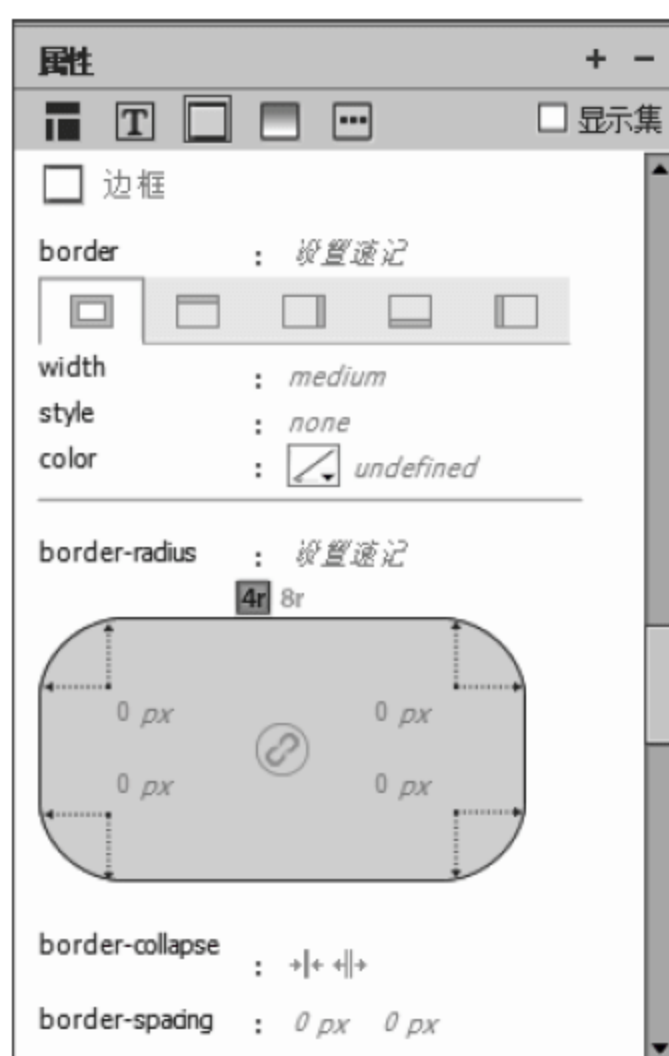 属性 + −
T 显示集
边框
border : 设置速记
width : medium
style : none
color : undefined
border-radius : 设置速记
4r 8r
0 px 0 px
0 px 0 px
border-collapse :
border-spacing : 0 px 0 px